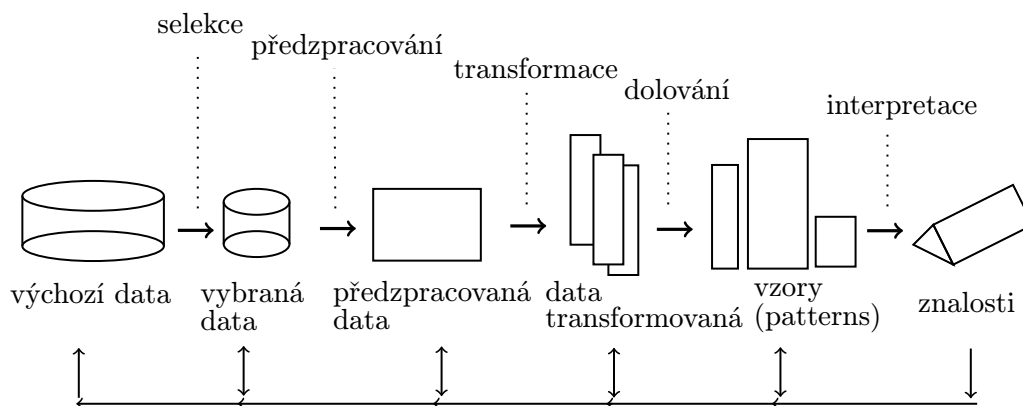 selekce
předzpracování
transformace
dolování
interpretace
výchozí data
vybraná
data
předzpracovaná
data
data
transformovaná
vzory
(patterns)
znalosti